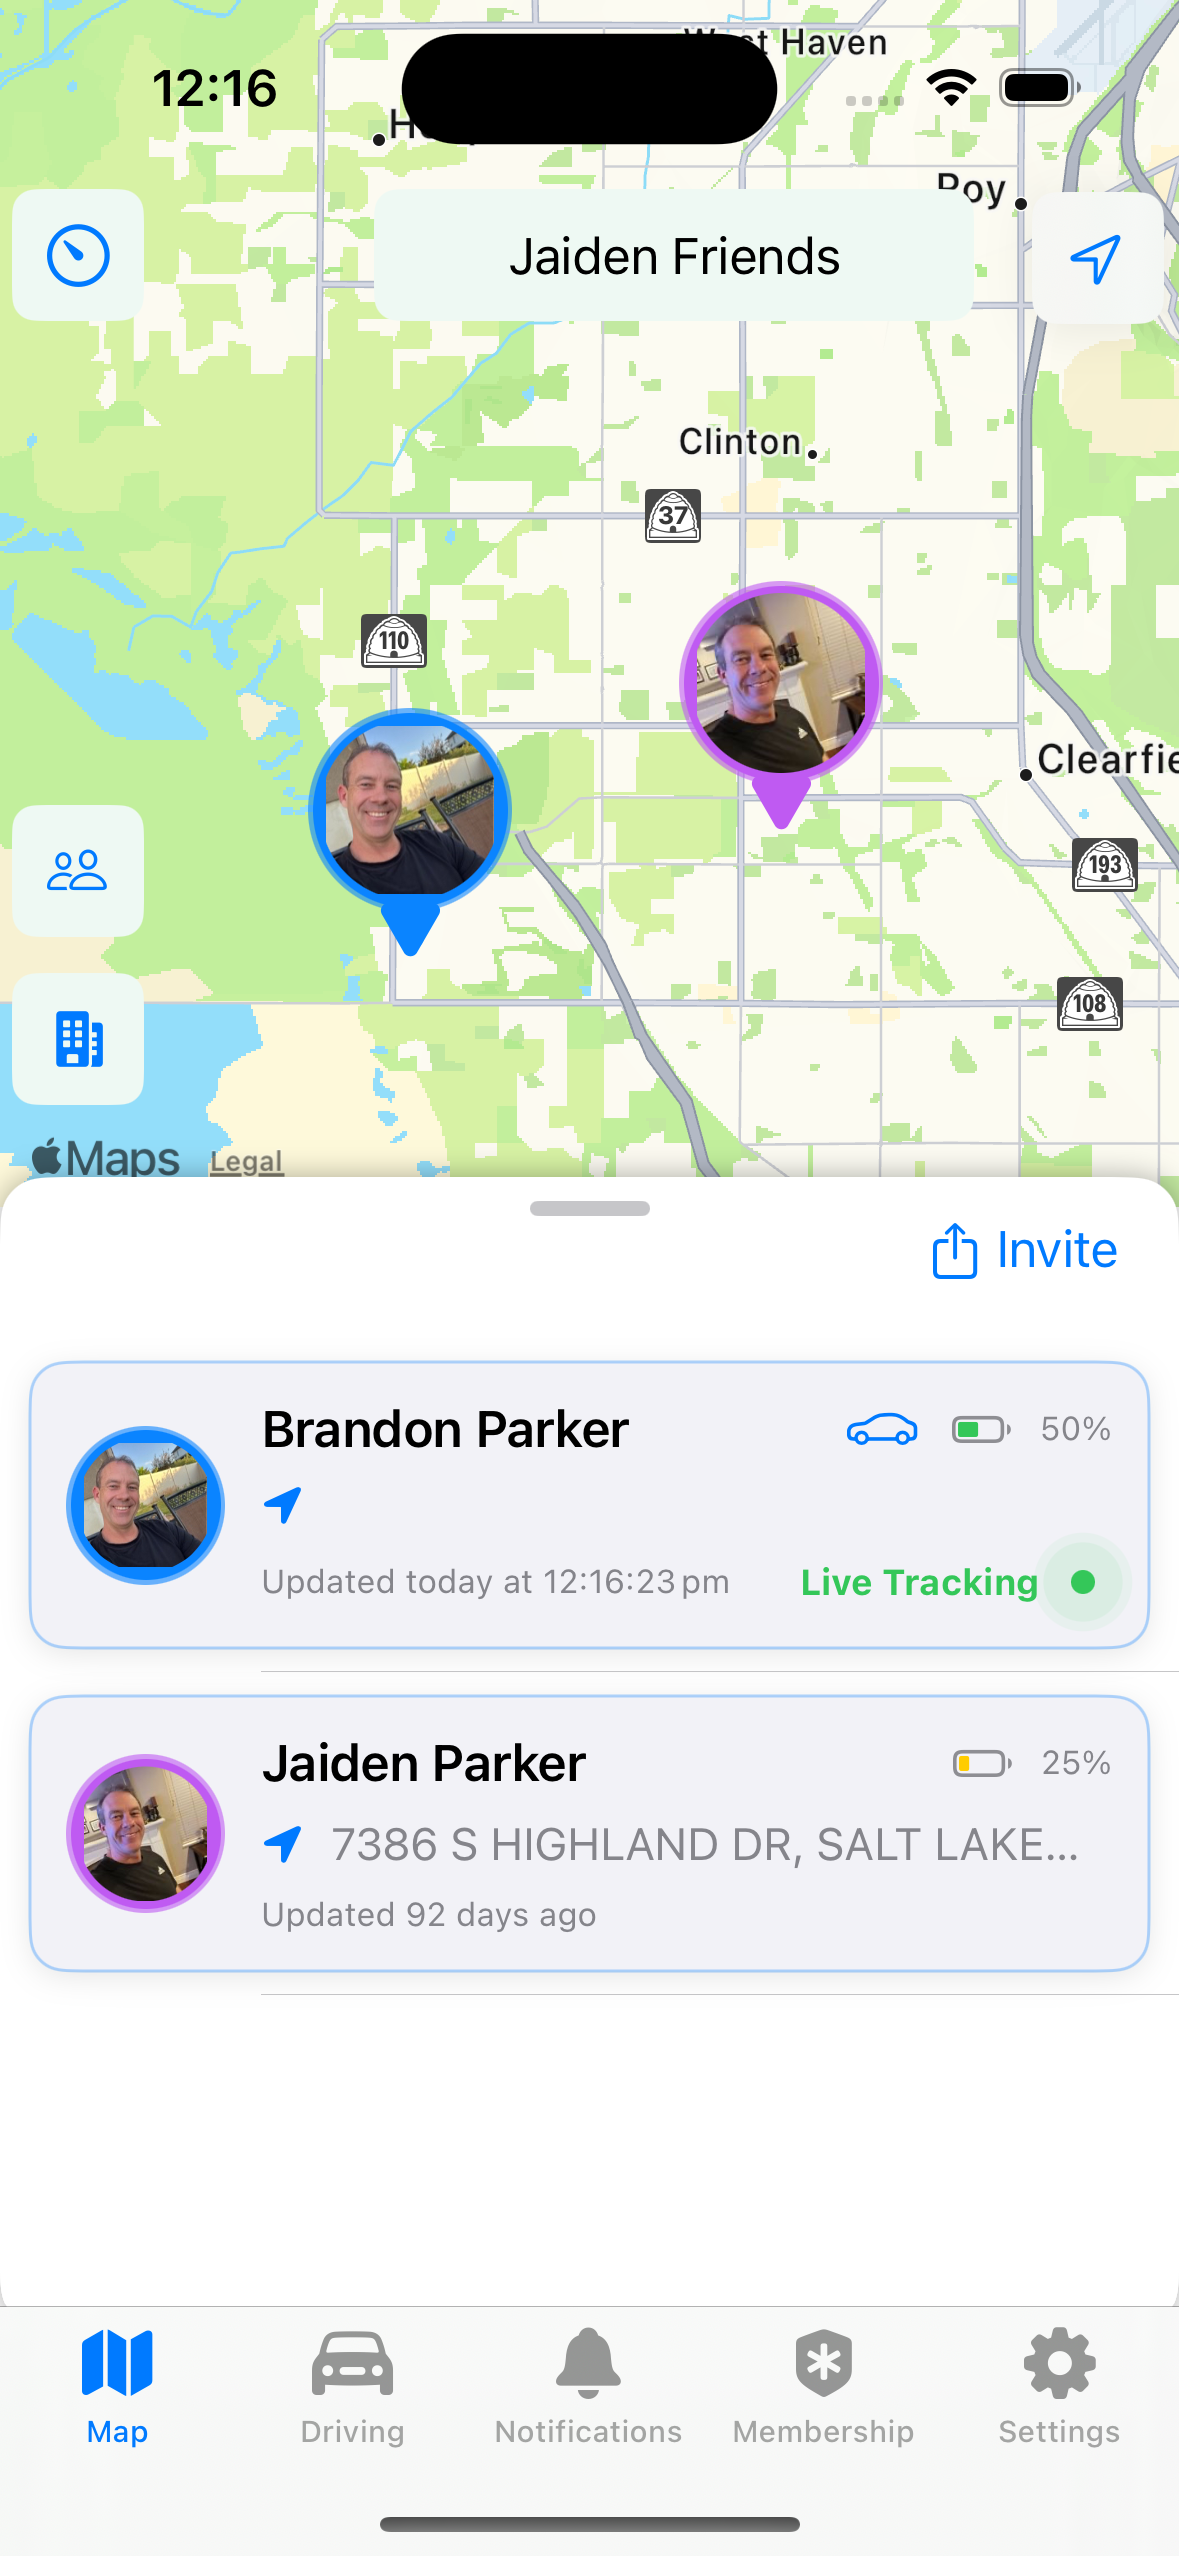 West Haven
12:16
Roy
Jaiden Friends
Clinton
37
110
Clearfie
193
108
Maps
Legal
Invite
Brandon Parker
50%
Updated today at 12:16:23 pm
Live Tracking
Jaiden Parker
25%
7386 S HIGHLAND DR, SALT LAKE...
Updated 92 days ago
Map
Driving
Notifications
Membership
Settings